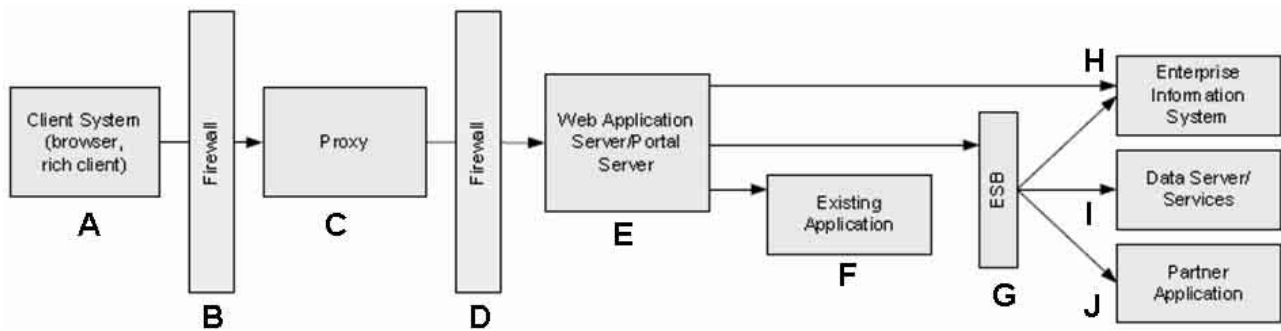 Client System
(browser,
rich client)
A
Firewall
B
Proxy
C
Firewall
D
Web Application
Server/Portal
Server
E
Existing
Application
F
ESB
G
H
Enterprise
Information
System
Data Server/
Services
I
Partner
Application
J